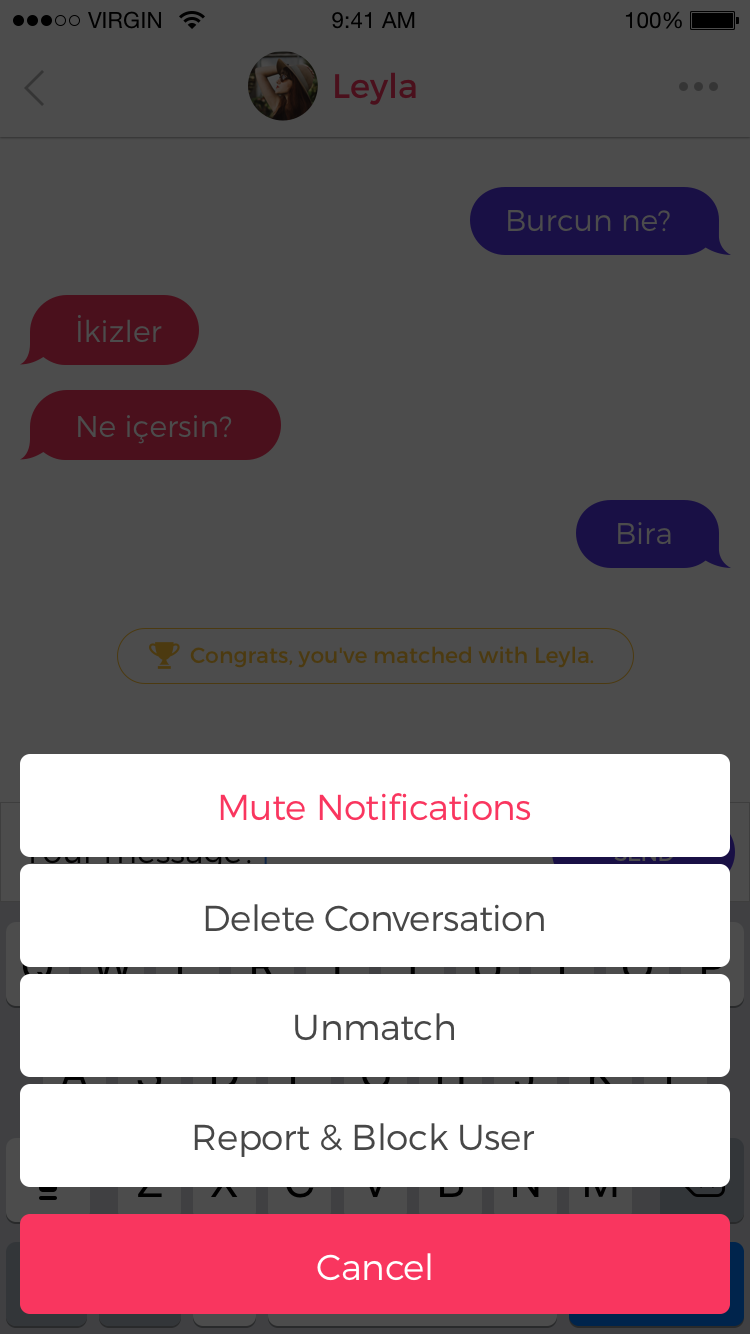 VIRGIN 9:41 AM 100%
Leyla
Burcun ne?
İkizler
Ne içersin?
Bira
Congrats, you've matched with Leyla.
Mute Notifications
Delete Conversation
Unmatch
Report & Block User
Z X C V B N M
Cancel